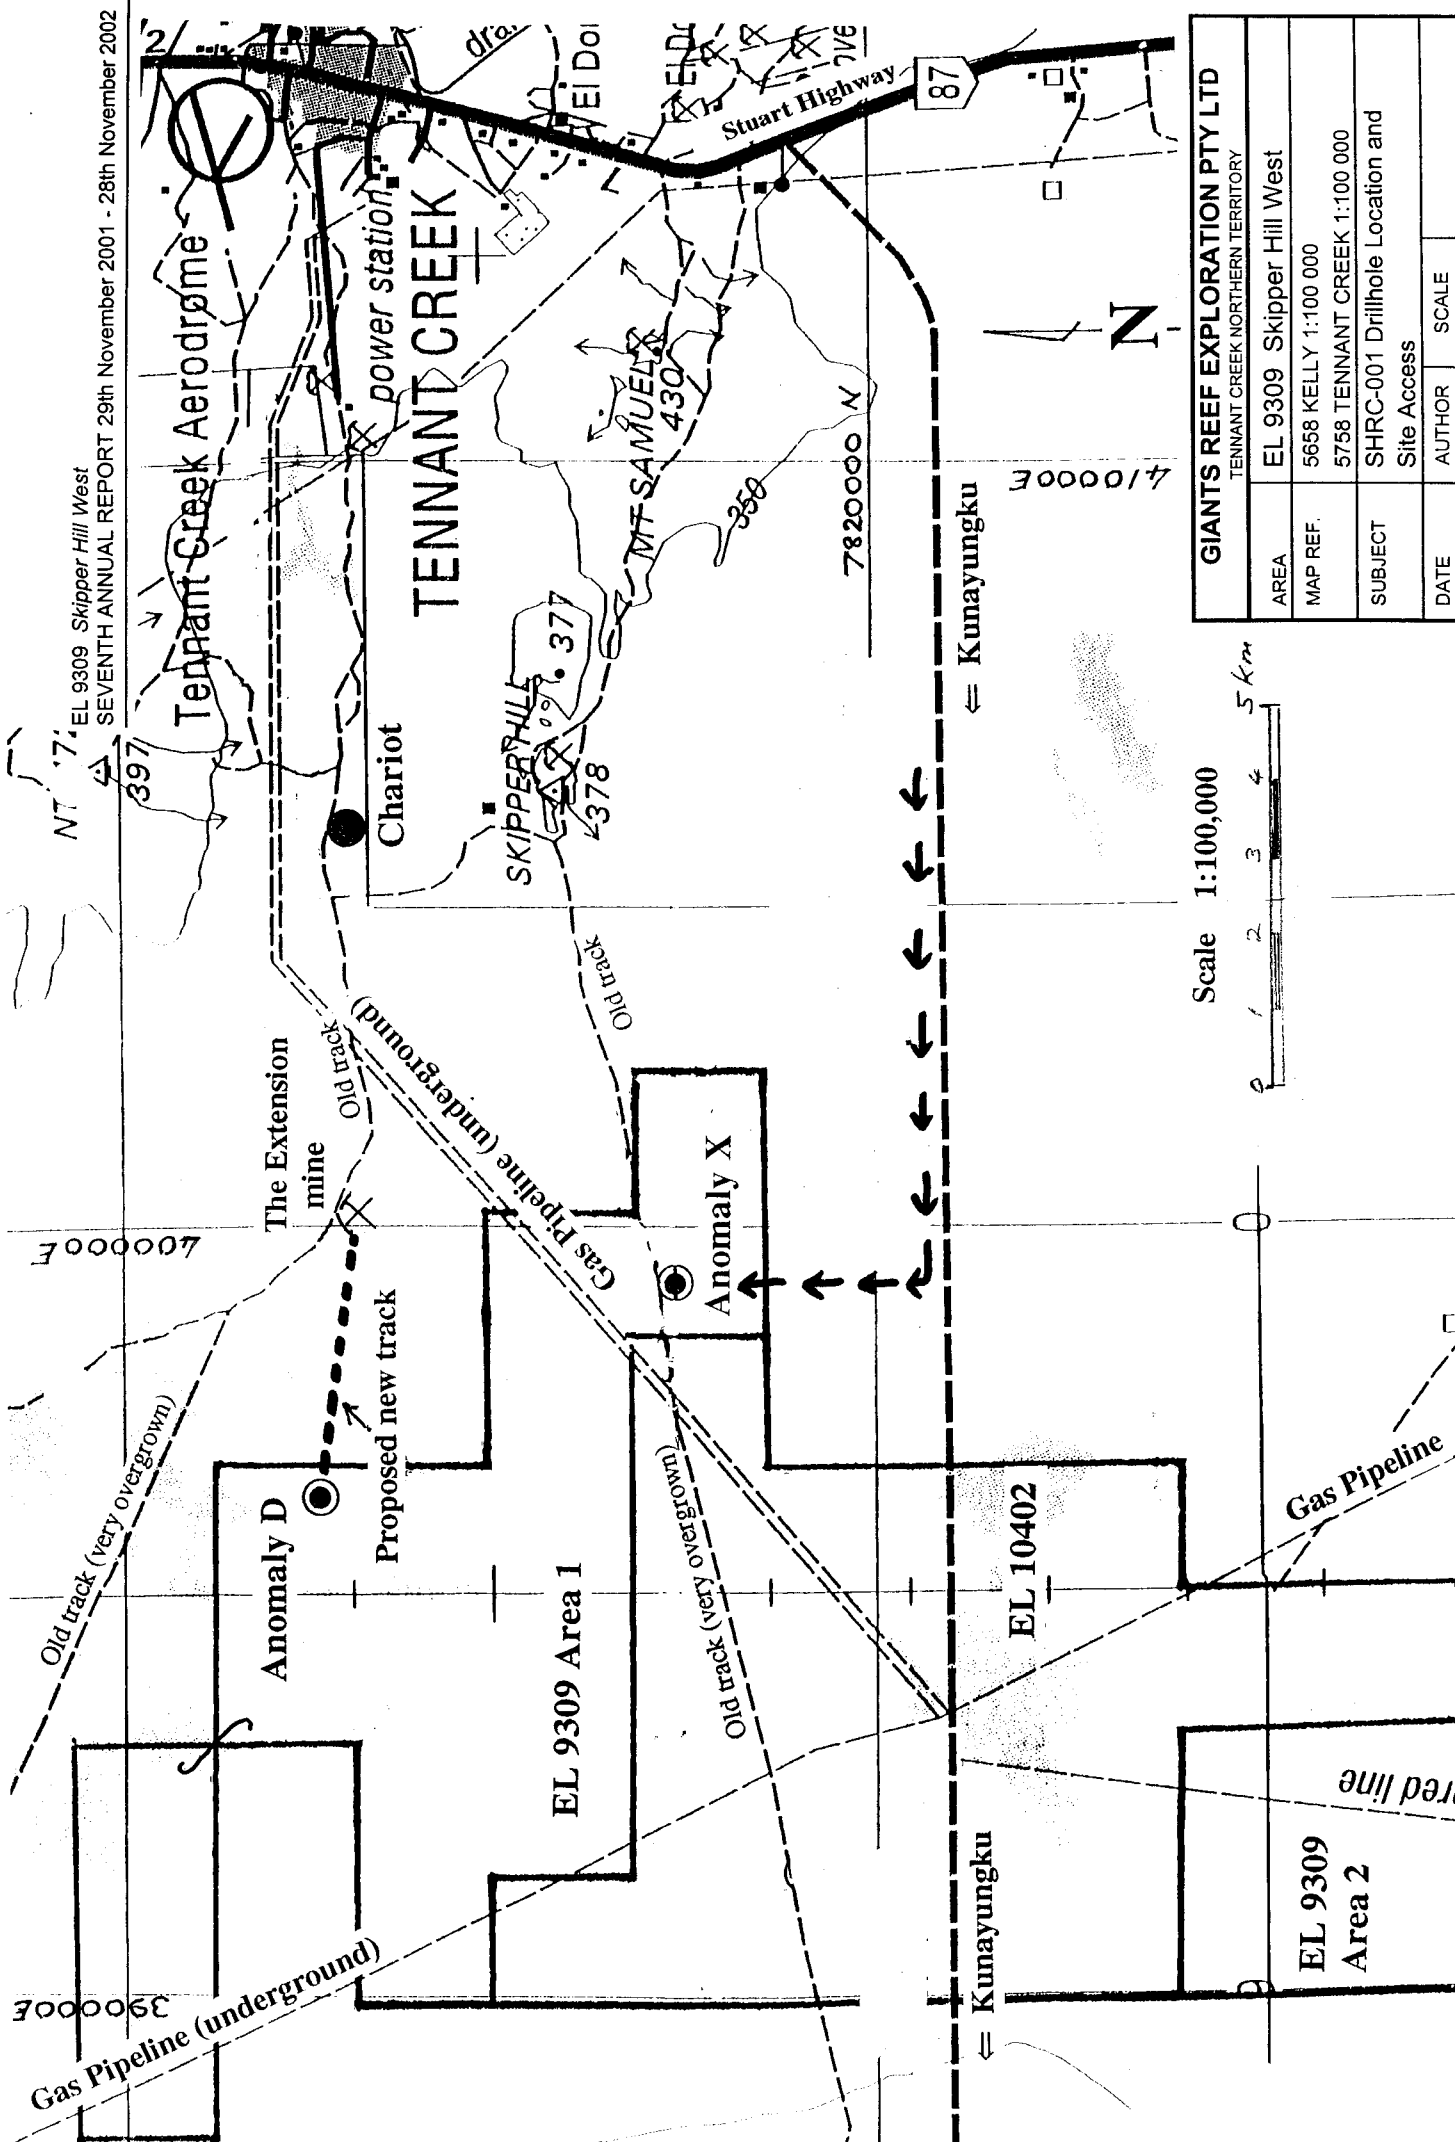 EL 9309 Skipper Hill West
SEVENTH ANNUAL REPORT 29th November 2001 - 28th November 2002
NT
397
2
Tennant Creek Aerodrome
power station
TENNANT CREEK
El Dor
Stuart Highway
87
MT SAMUEL
430
350
7820000 N
410000E
N
SKIPPER HILL
377
378
Chariot
Old track
Old track
The Extension
mine
Gas Pipeline (underground)
400000E
Anomaly X
⇐ Kunayungku
Proposed new track
Anomaly D
Old track (very overgrown)
Old track (very overgrown)
EL 9309 Area 1
EL 10402
Gas Pipeline
Gas Pipeline (underground)
390000E
⇐ Kunayungku
EL 9309
Area 2
red line
Scale 1:100,000
0 1 2 3 4 5 km
GIANTS REEF EXPLORATION PTY LTD
TENNANT CREEK NORTHERN TERRITORY
AREA EL 9309 Skipper Hill West
MAP REF. 5658 KELLY 1:100 000
5758 TENNANT CREEK 1:100 000
SUBJECT SHRC-001 Drillhole Location and
Site Access
DATE AUTHOR SCALE